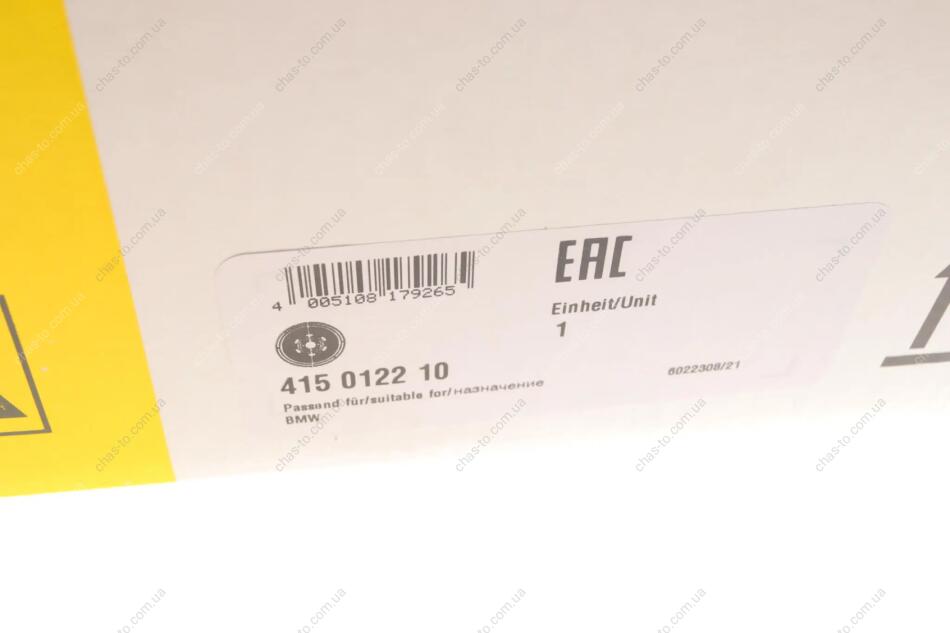 4 005108 179265
EAC
Einheit/Unit
1
415 0122 10
6022308/21
Passend für/suitable for/назначение
BMW
chas-to.com.ua